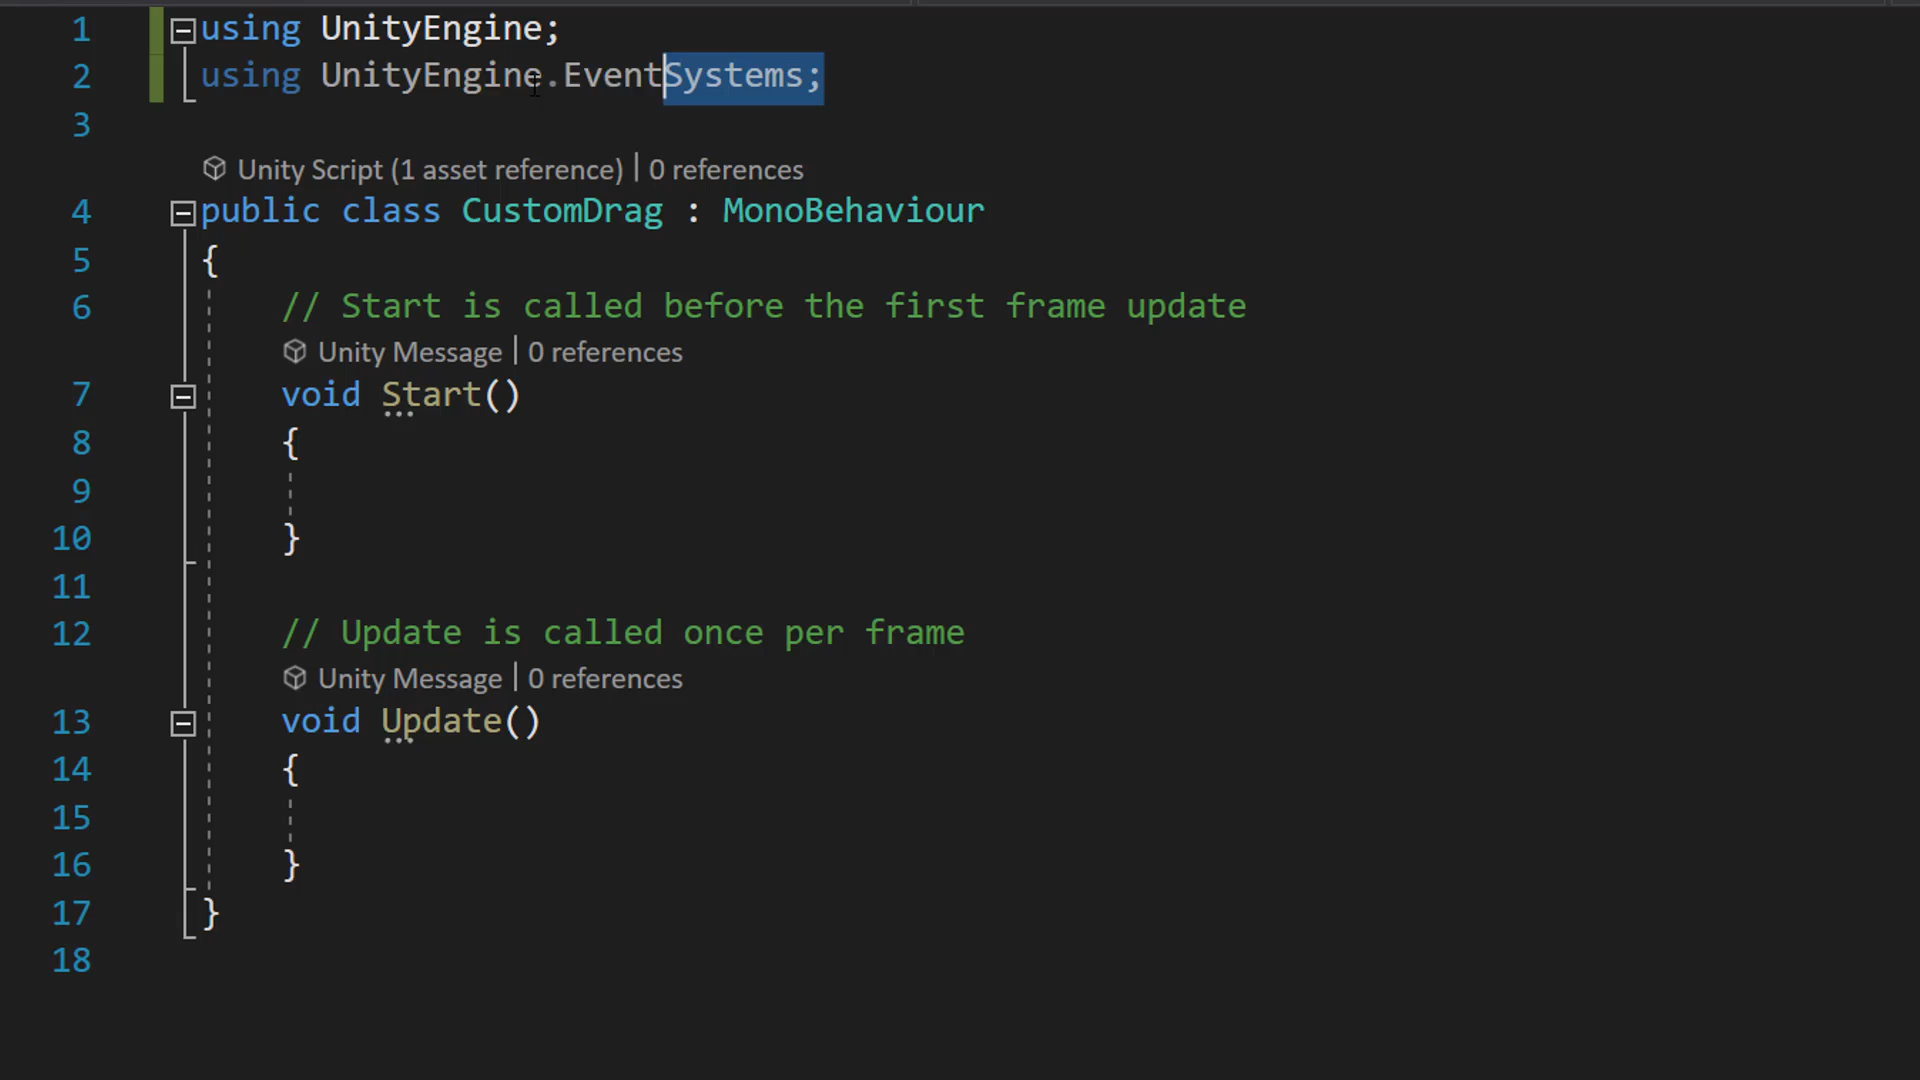 1 using UnityEngine;
2 using UnityEngine.EventSystems;
3
Unity Script (1 asset reference) | 0 references
4 public class CustomDrag : MonoBehaviour
5 {
6 // Start is called before the first frame update
Unity Message | 0 references
7 void Start()
8 {
9
10 }
11
12 // Update is called once per frame
Unity Message | 0 references
13 void Update()
14 {
15
16 }
17 }
18